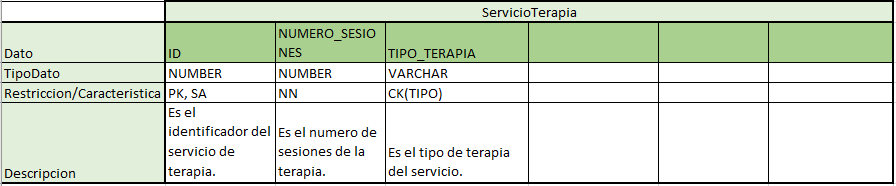 ServicioTerapia
Dato ID NUMERO_SESIO
NES TIPO_TERAPIA
TipoDato NUMBER NUMBER VARCHAR
Restriccion/Caracteristica PK, SA NN CK(TIPO)
Descripcion
Es el
identificador del
servicio de
terapia.
Es el numero de
sesiones de la
terapia.
Es el tipo de terapia
del servicio.